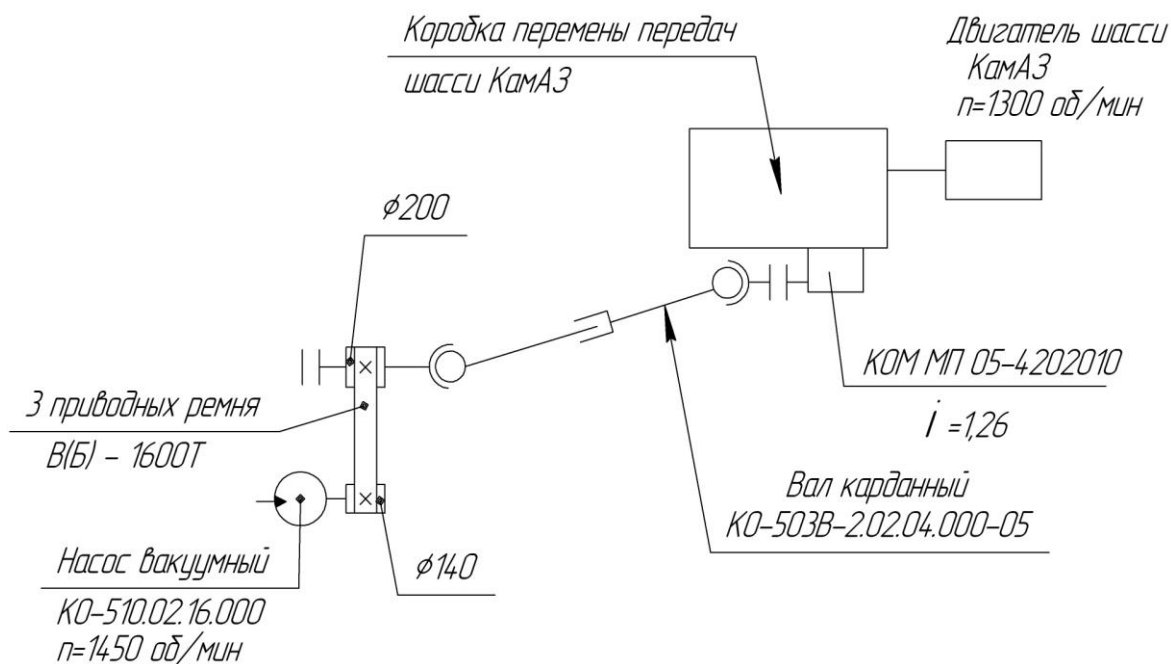 Коробка перемены передач
шасси КамАЗ
Двигатель шасси
КамАЗ
n=1300 об/мин
ϕ200
3 приводных ремня
В(Б) - 1600Т
КОМ МП 05-4202010
i =1,26
Вал карданный
КО-503В-2.02.04.000-05
Насос вакуумный
КО-510.02.16.000
n=1450 об/мин
ϕ140